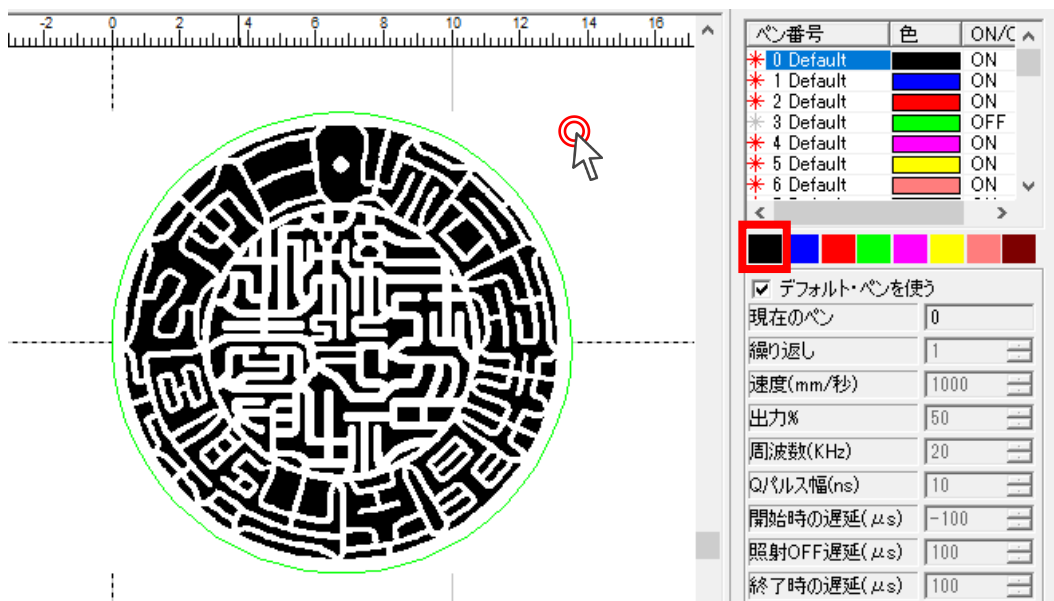 -2 0 2 4 6 8 10 12 14 16
ペン番号 色 ON/C
0 Default ON
1 Default ON
2 Default ON
3 Default OFF
4 Default ON
5 Default ON
6 Default ON
デフォルト・ペンを使う
現在のペン 0
繰り返し 1
速度(mm/秒) 1000
出力% 50
周波数(KHz) 20
Qパルス幅(ns) 10
開始時の遅延(μs) -100
照射OFF遅延(μs) 100
終了時の遅延(μs) 100